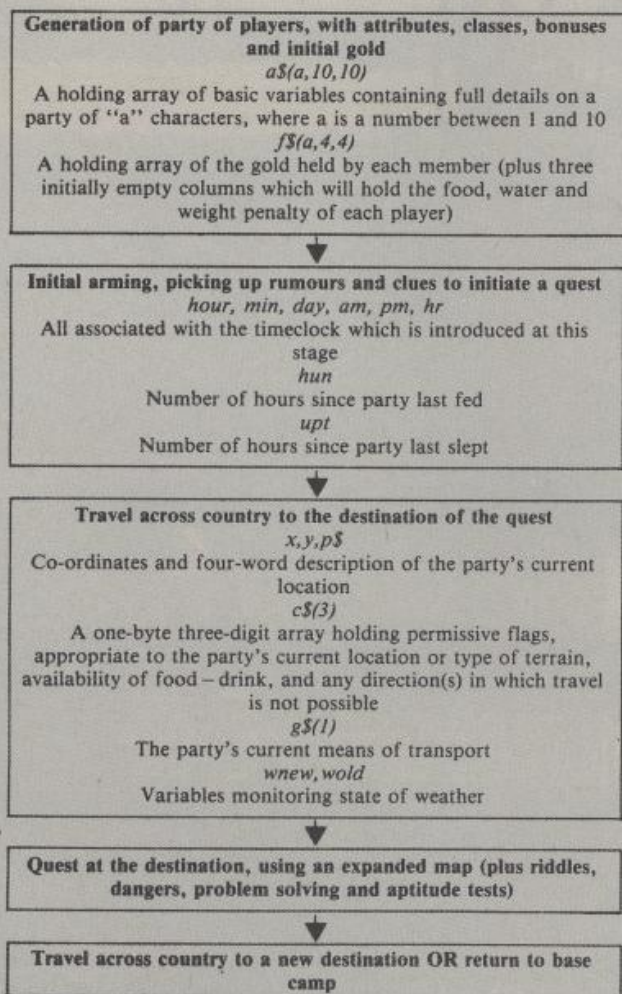 Generation of party of players, with attributes, classes, bonuses
and initial gold
a$(a,10,10)
A holding array of basic variables containing full details on a
party of "a" characters, where a is a number between 1 and 10
f$(a,4,4)
A holding array of the gold held by each member (plus three
initially empty columns which will hold the food, water and
weight penalty of each player)
Initial arming, picking up rumours and clues to initiate a quest
hour, min, day, am, pm, hr
All associated with the timeclock which is introduced at this
stage
hun
Number of hours since party last fed
upt
Number of hours since party last slept
Travel across country to the destination of the quest
x,y,p$
Co-ordinates and four-word description of the party's current
location
c$(3)
A one-byte three-digit array holding permissive flags,
appropriate to the party's current location or type of terrain,
availability of food – drink, and any direction(s) in which travel
is not possible
g$(1)
The party's current means of transport
wnew,wold
Variables monitoring state of weather
Quest at the destination, using an expanded map (plus riddles,
dangers, problem solving and aptitude tests)
Travel across country to a new destination OR return to base
camp